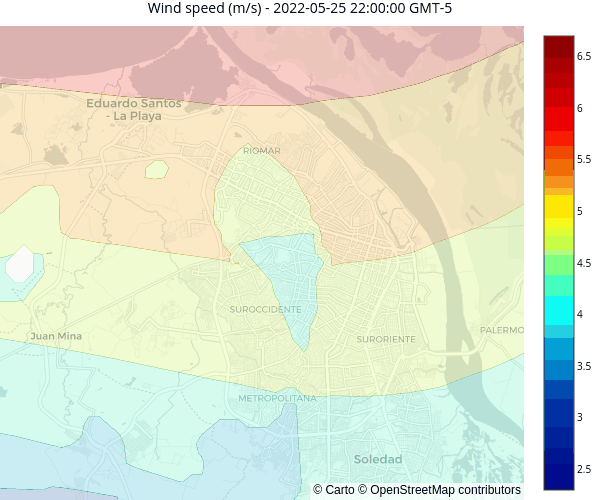 Wind speed (m/s) - 2022-05-25 22:00:00 GMT-5
Eduardo Santos
- La Playa
RIOMAR
SUROCCIDENTE
Juan Mina
SURORIENTE
PALERMO
METROPOLITANA
Soledad
© Carto © OpenStreetMap contributors
6.5
6
5.5
5
4.5
4
3.5
3
2.5